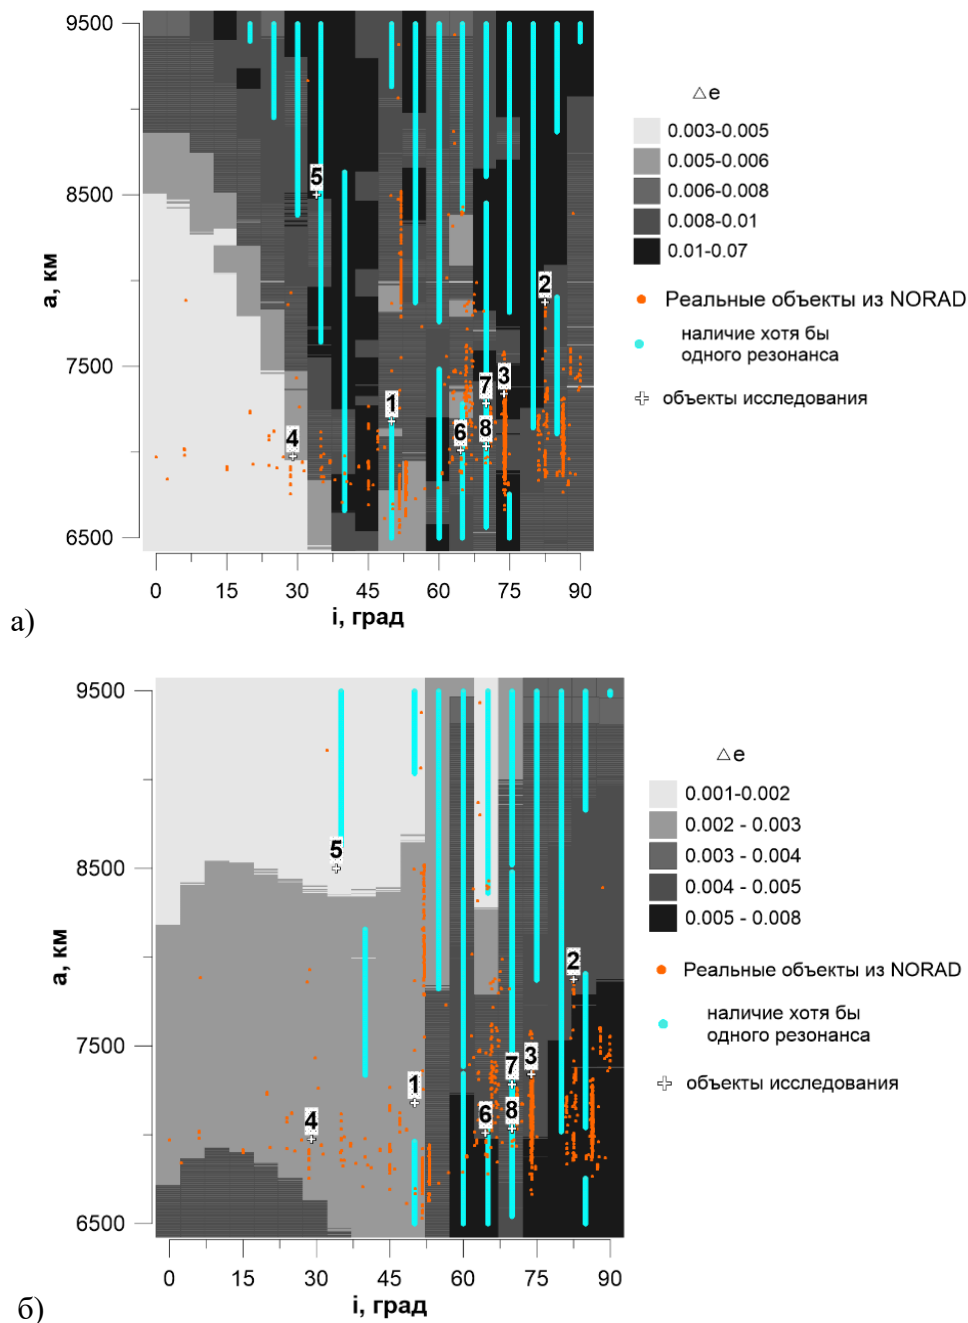 9500
8500
7500
6500
а, км
0 15 30 45 60 75 90
i, град
а)
5
2
1
3
7
4
6
8
△e
0.003-0.005
0.005-0.006
0.006-0.008
0.008-0.01
0.01-0.07
Реальные объекты из NORAD
наличие хотя бы
одного резонанса
объекты исследования
9500
8500
7500
6500
а, км
0 15 30 45 60 75 90
i, град
б)
5
2
1
3
7
4
6
8
△e
0.001-0.002
0.002 - 0.003
0.003 - 0.004
0.004 - 0.005
0.005 - 0.008
Реальные объекты из NORAD
наличие хотя бы
одного резонанса
объекты исследования